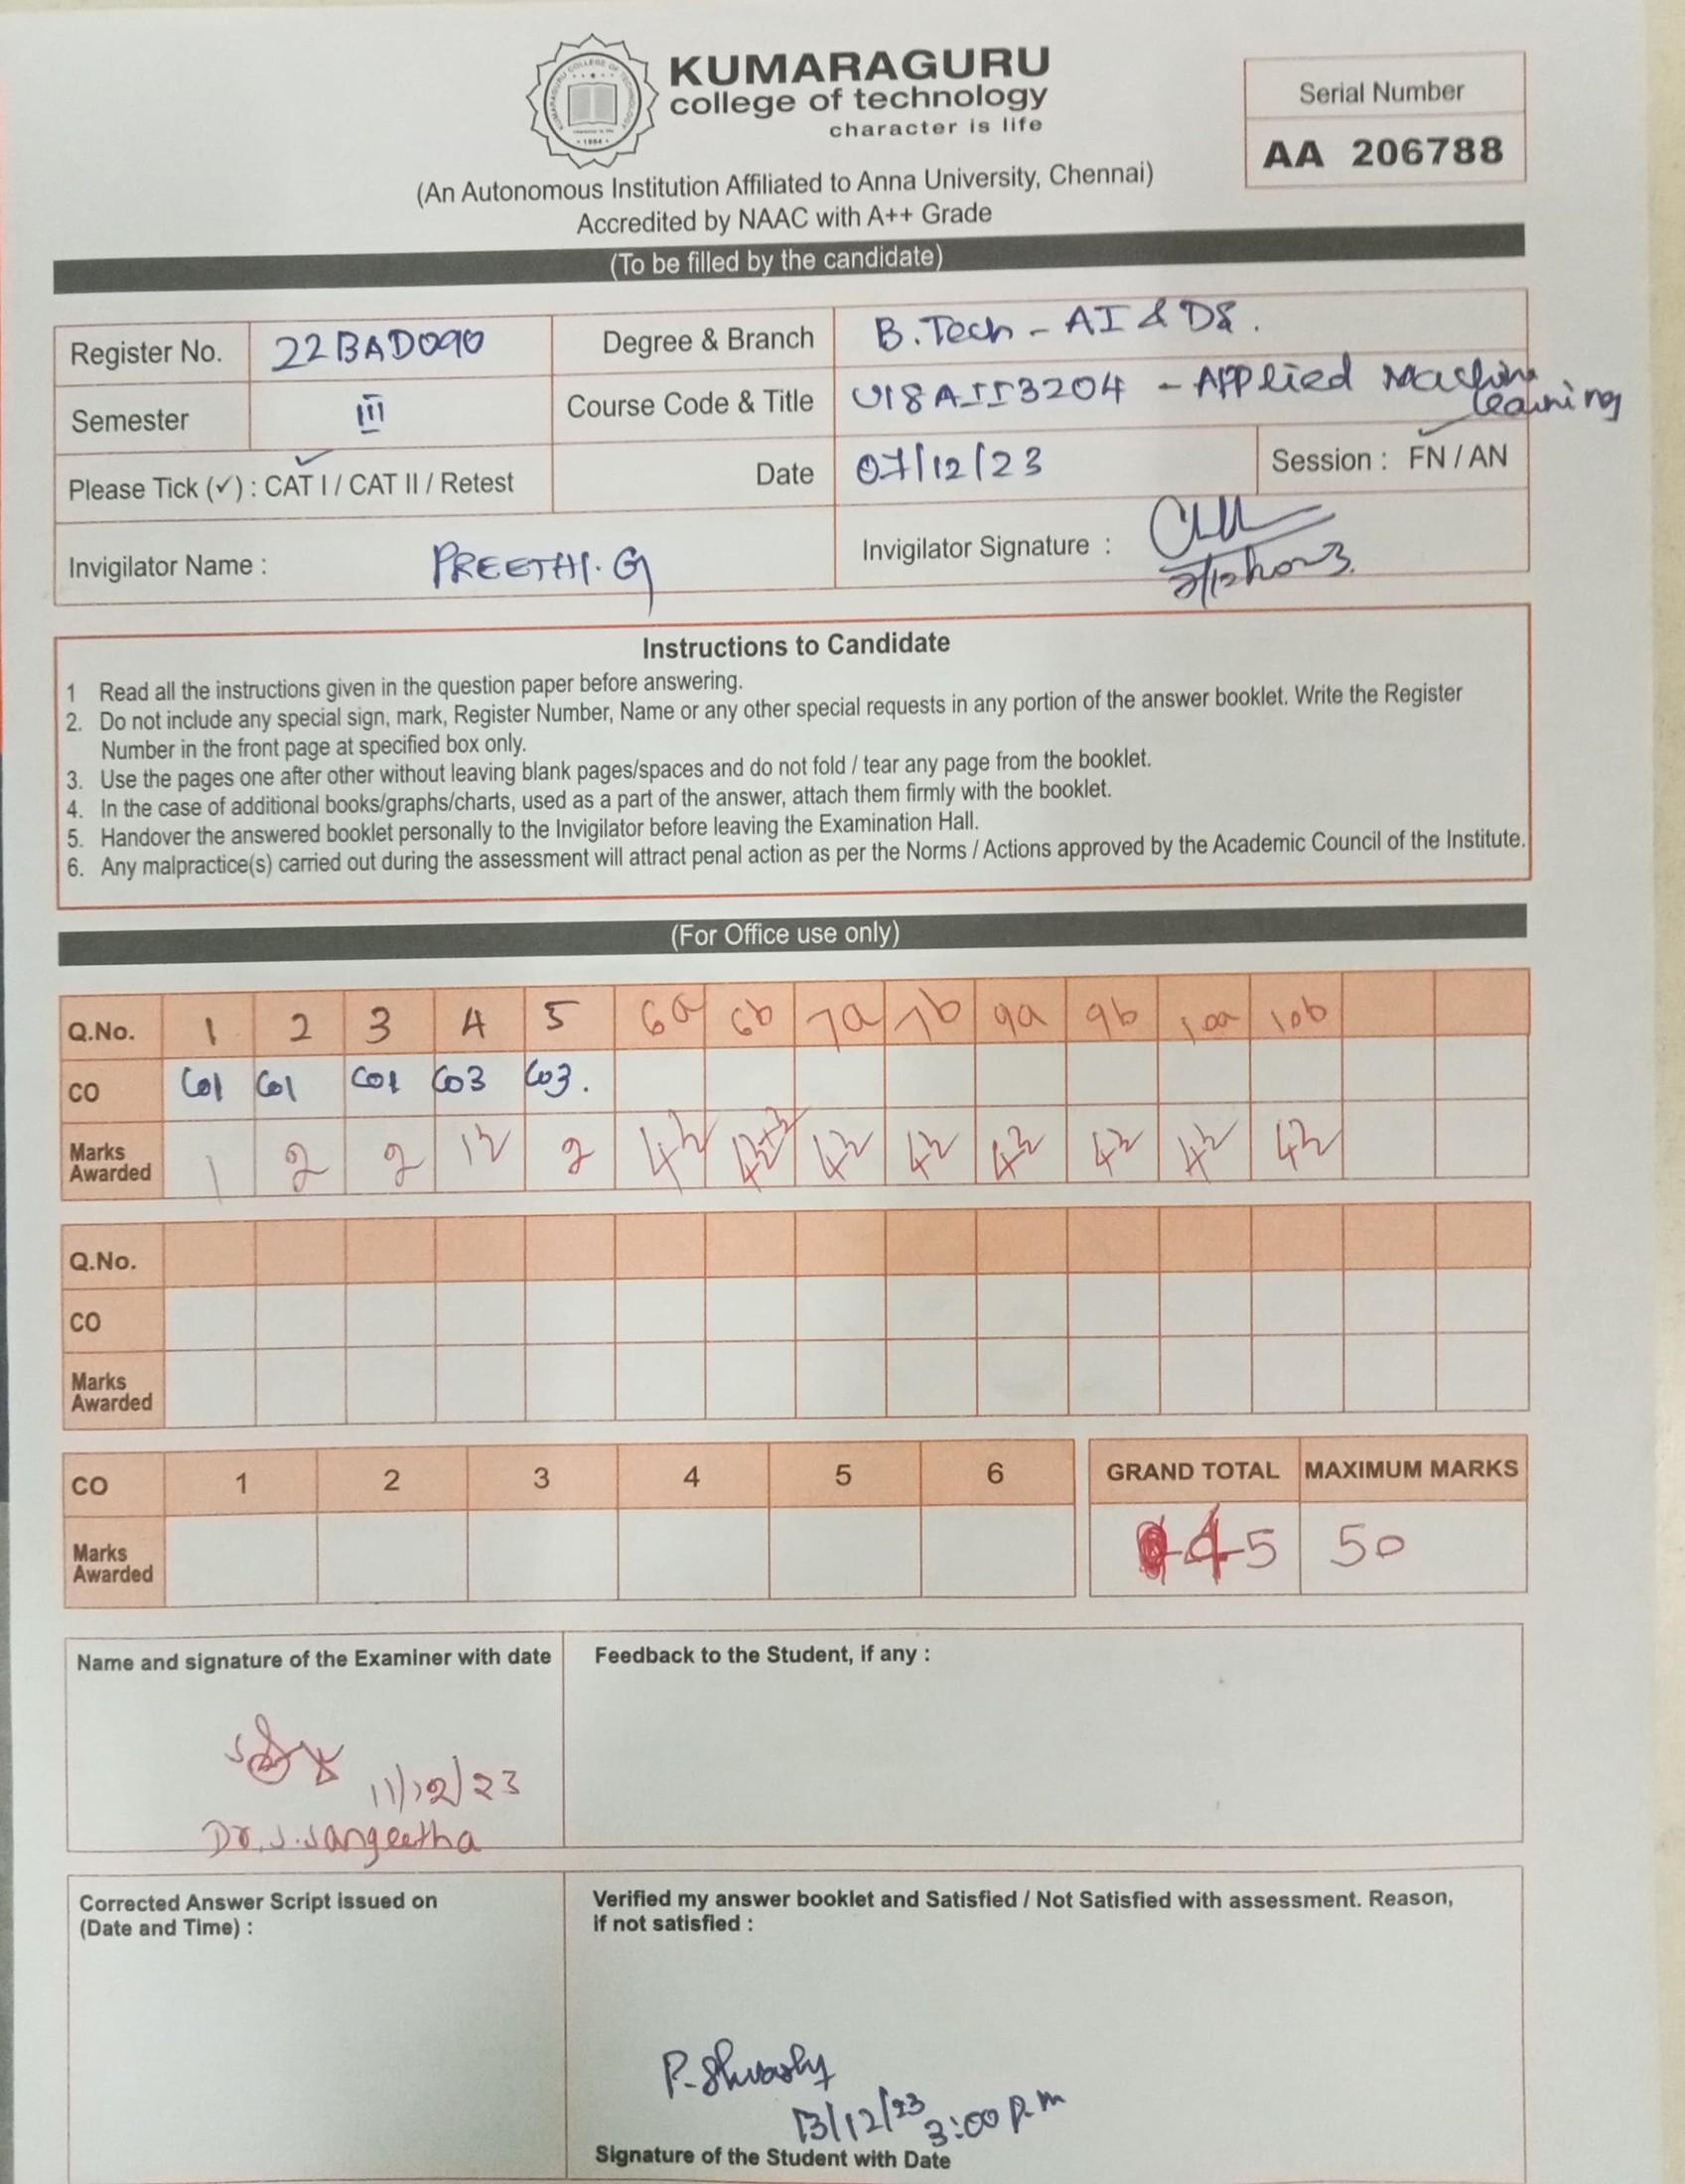 KUMARAGURU
college of technology
character is life
Serial Number
AA 206788
(An Autonomous Institution Affiliated to Anna University, Chennai)
Accredited by NAAC with A++ Grade
(To be filled by the candidate)
Register No. 22BAD090 Degree & Branch B.Tech - AI & DS.
Semester III Course Code & Title U18AII3204 - Applied Machine learning
Please Tick (✓) : CAT I / CAT II / Retest Date 07/12/23 Session : FN / AN
Invigilator Name : PREETHI.G Invigilator Signature :
Instructions to Candidate
1 Read all the instructions given in the question paper before answering.
2. Do not include any special sign, mark, Register Number, Name or any other special requests in any portion of the answer booklet. Write the Register
Number in the front page at specified box only.
3. Use the pages one after other without leaving blank pages/spaces and do not fold / tear any page from the booklet.
4. In the case of additional books/graphs/charts, used as a part of the answer, attach them firmly with the booklet.
5. Handover the answered booklet personally to the Invigilator before leaving the Examination Hall.
6. Any malpractice(s) carried out during the assessment will attract penal action as per the Norms / Actions approved by the Academic Council of the Institute.
(For Office use only)
Q.No. 1 2 3 4 5 6a 6b 7a 7b 9a 9b 10a 10b
CO CO1 CO1 CO1 CO3 CO3.
Marks Awarded 1 2 2 1½ 2 4½ 4½ 4½ 4½ 4½ 4½ 4½
Q.No.
CO
Marks Awarded
CO 1 2 3 4 5 6 GRAND TOTAL MAXIMUM MARKS
Marks Awarded 45 50
Name and signature of the Examiner with date
Feedback to the Student, if any :
11/12/23
Dr.S.Sangeetha
Corrected Answer Script issued on
(Date and Time) :
Verified my answer booklet and Satisfied / Not Satisfied with assessment. Reason,
if not satisfied :
13/12/23 3:00 P.m
Signature of the Student with Date